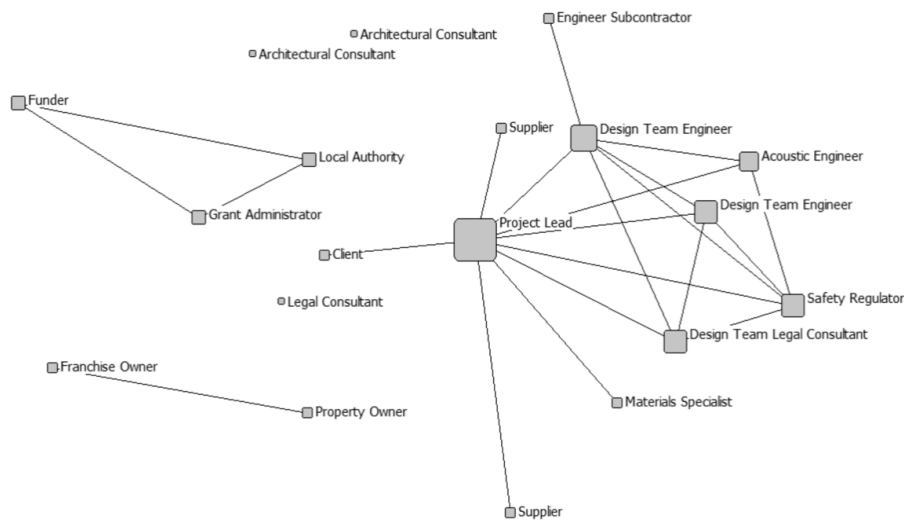 Engineer Subcontractor
Architectural Consultant
Architectural Consultant
Funder
Supplier
Design Team Engineer
Local Authority
Acoustic Engineer
Design Team Engineer
Grant Administrator
Project Lead
Client
Legal Consultant
Safety Regulator
Design Team Legal Consultant
Franchise Owner
Materials Specialist
Property Owner
Supplier